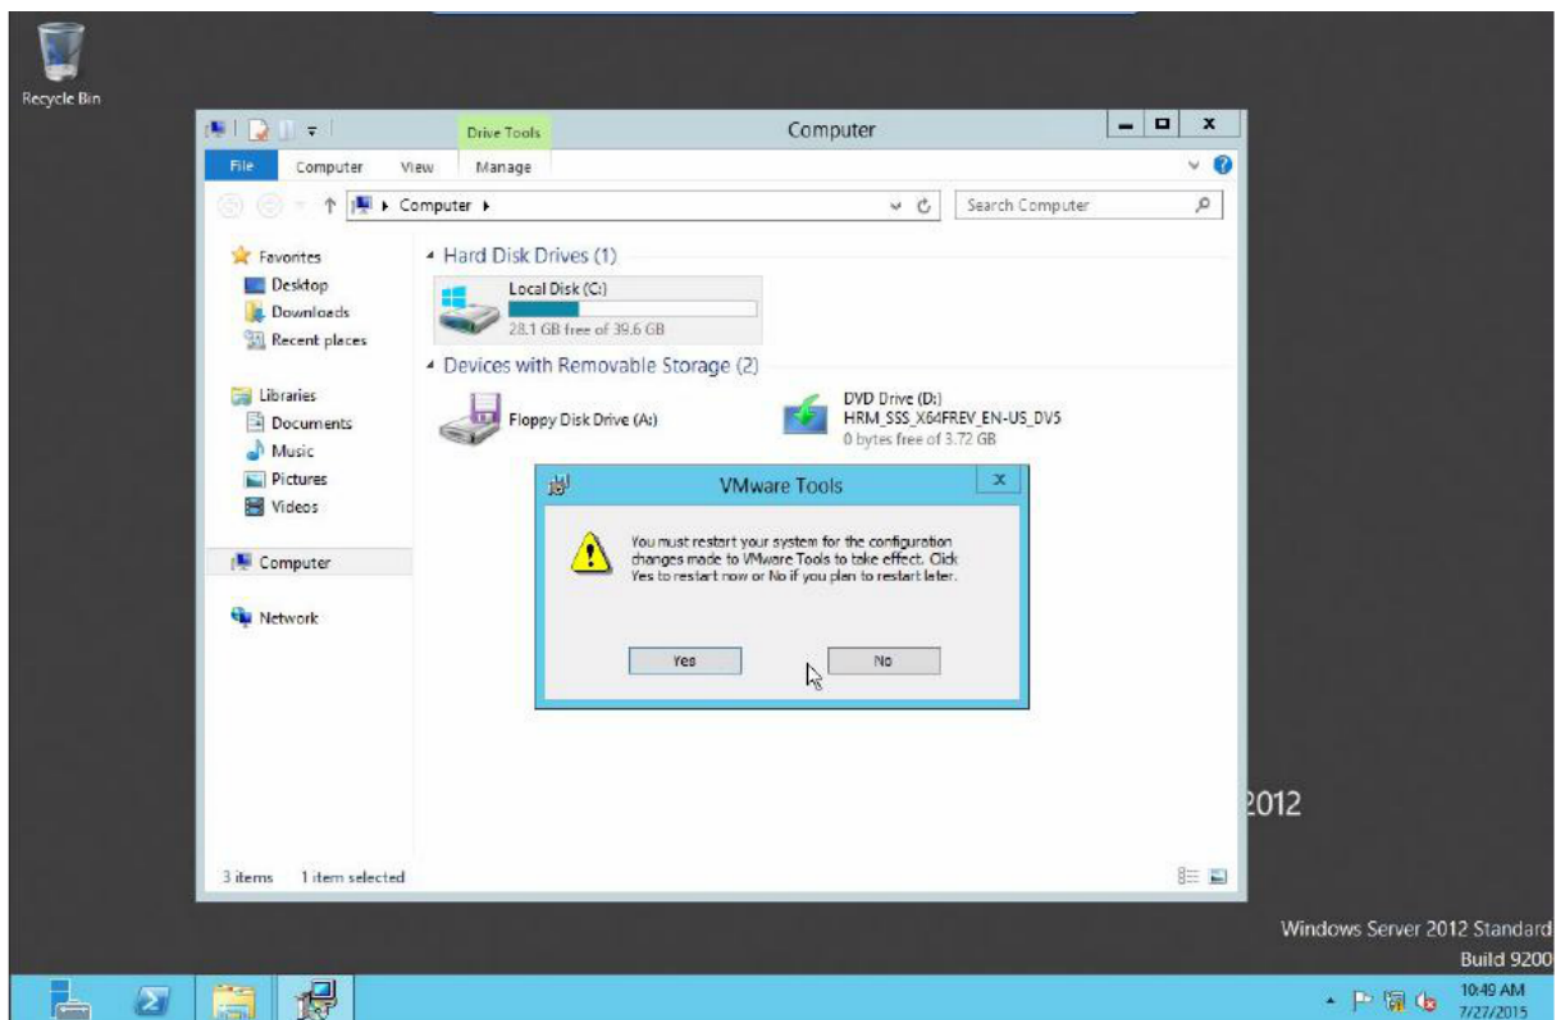 Recycle Bin
Drive Tools
Computer
File
Computer
View
Manage
Computer
Search Computer
Favorites
Desktop
Downloads
Recent places
Libraries
Documents
Music
Pictures
Videos
Computer
Network
Hard Disk Drives (1)
Local Disk (C:)
28.1 GB free of 39.6 GB
Devices with Removable Storage (2)
Floppy Disk Drive (A:)
DVD Drive (D:)
HRM_SSS_X64FREV_EN-US_DV5
0 bytes free of 3.72 GB
VMware Tools
You must restart your system for the configuration
changes made to VMware Tools to take effect. Click
Yes to restart now or No if you plan to restart later.
Yes
No
3 items
1 item selected
2012
Windows Server 2012 Standard
Build 9200
10:49 AM
7/27/2015